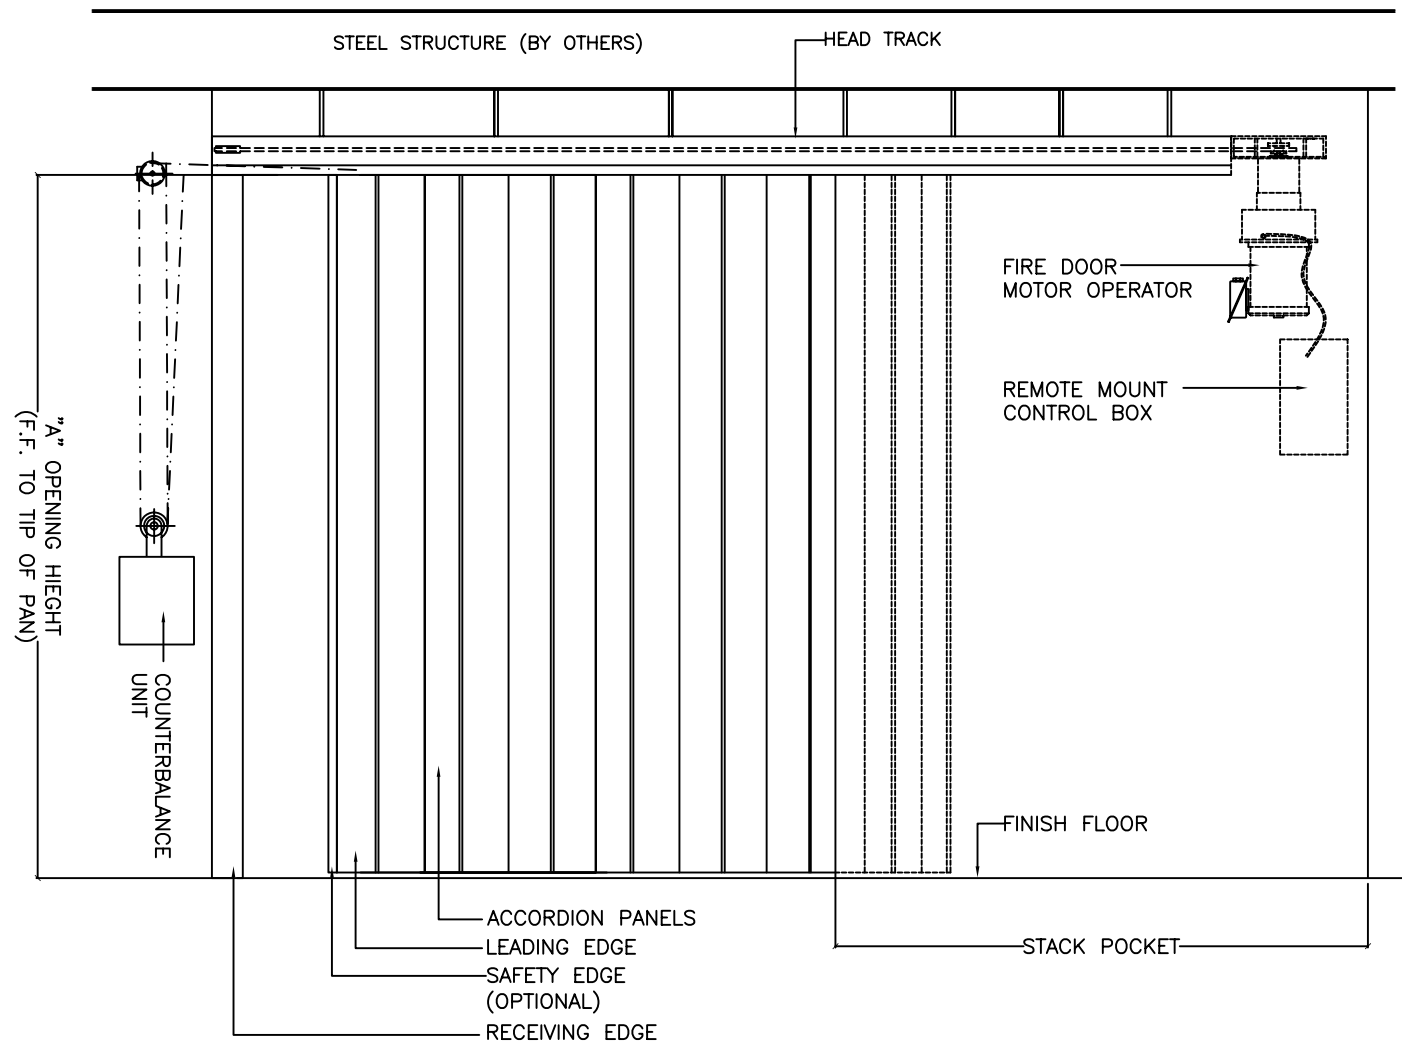 STEEL STRUCTURE (BY OTHERS)
HEAD TRACK
FIRE DOOR
MOTOR OPERATOR
REMOTE MOUNT
CONTROL BOX
"A" OPENING HIEGHT
(F.F. TO TIP OF PAN)
COUNTERBALANCE
UNIT
FINISH FLOOR
ACCORDION PANELS
LEADING EDGE
STACK POCKET
SAFETY EDGE
(OPTIONAL)
RECEIVING EDGE